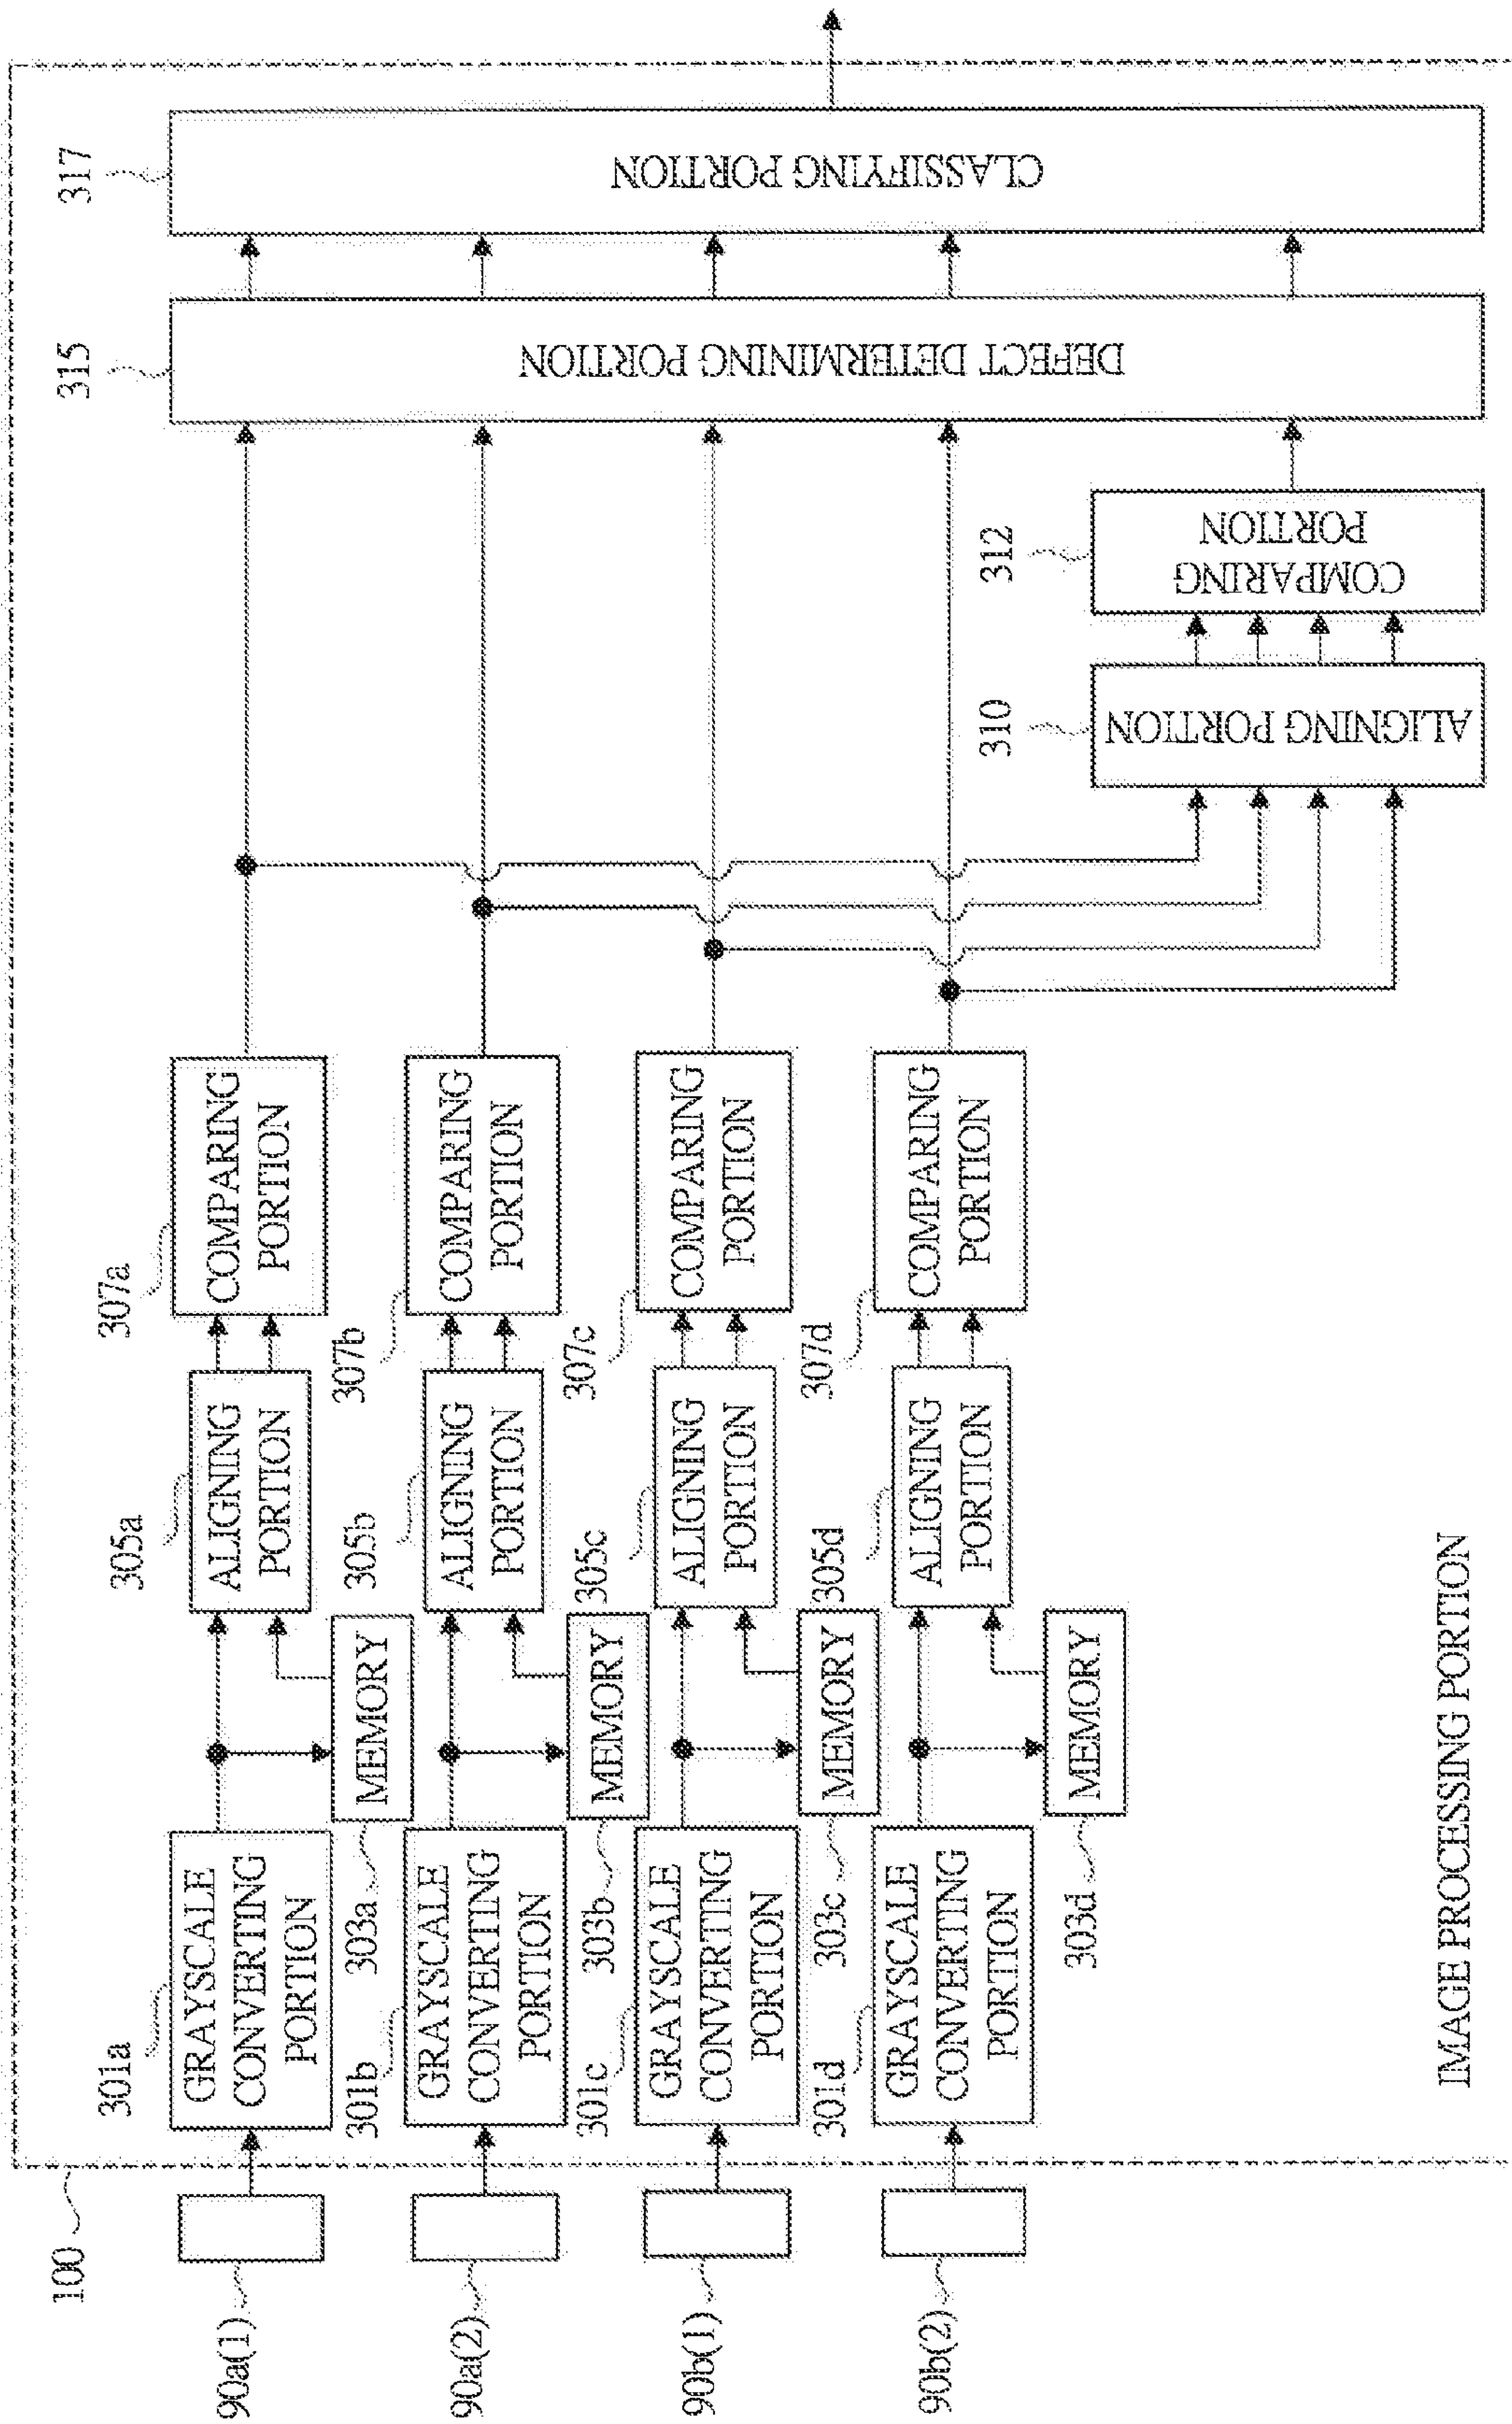 100
90a(1)
90a(2)
90b(1)
90b(2)
301a
GRAYSCALE
CONVERTING
PORTION
303a
MEMORY
305a
ALIGNING
PORTION
307a
COMPARING
PORTION
301b
GRAYSCALE
CONVERTING
PORTION
303b
MEMORY
305b
ALIGNING
PORTION
307b
COMPARING
PORTION
301c
GRAYSCALE
CONVERTING
PORTION
303c
MEMORY
305c
ALIGNING
PORTION
307c
COMPARING
PORTION
301d
GRAYSCALE
CONVERTING
PORTION
303d
MEMORY
305d
ALIGNING
PORTION
307d
COMPARING
PORTION
310
ALIGNING PORTION
312
COMPARING
PORTION
315
DEFECT DETERMINING PORTION
317
CLASSIFYING PORTION
IMAGE PROCESSING PORTION